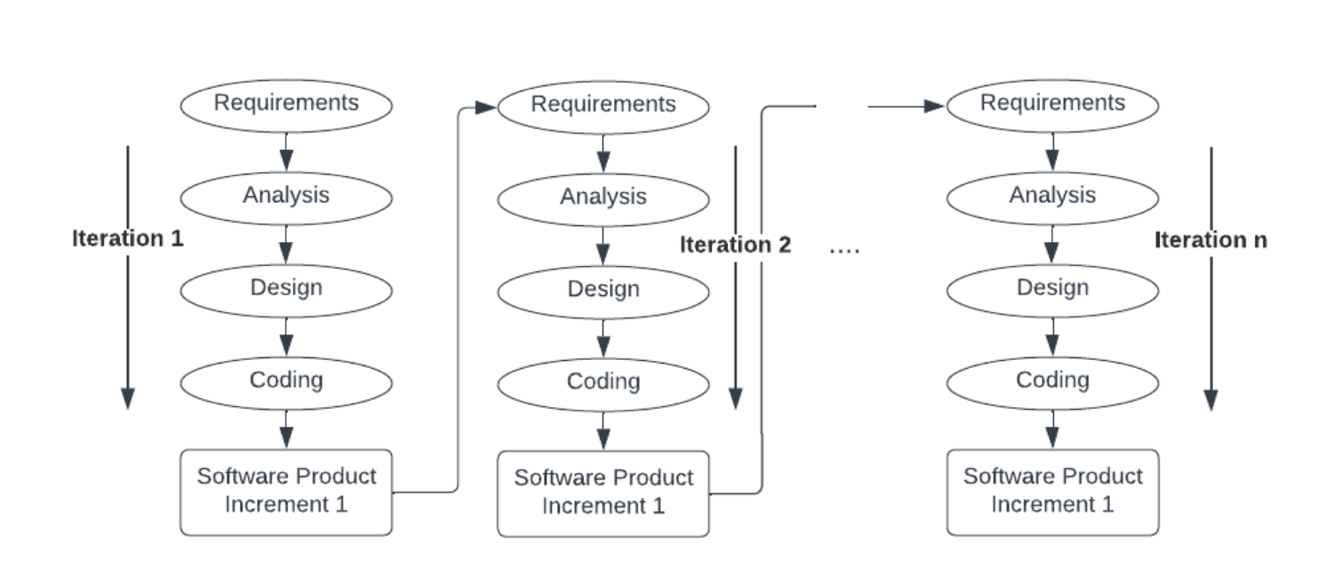 Requirements
Analysis
Iteration 1
Design
Coding
Software Product
Increment 1
Requirements
Analysis
Iteration 2
Design
Coding
Software Product
Increment 1
....
Requirements
Analysis
Iteration n
Design
Coding
Software Product
Increment 1